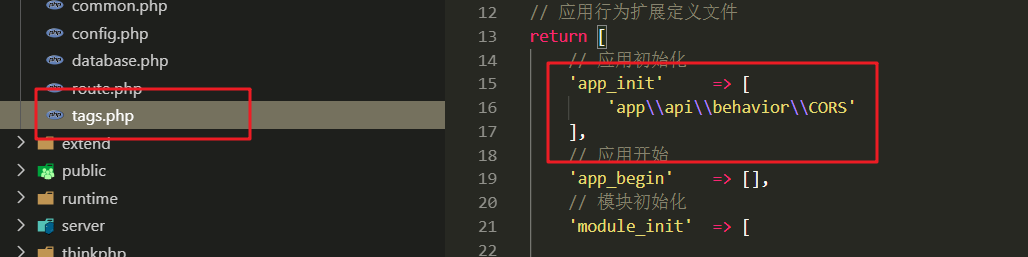 common.php
config.php
database.php
route.php
tags.php
extend
public
runtime
server
thinkphp
12 // 应用行为扩展定义文件
13 return [
14 // 应用初始化
15 'app_init' => [
16 'app\\api\\behavior\\CORS'
17 ],
18 // 应用开始
19 'app_begin' => [],
20 // 模块初始化
21 'module_init' => [
22